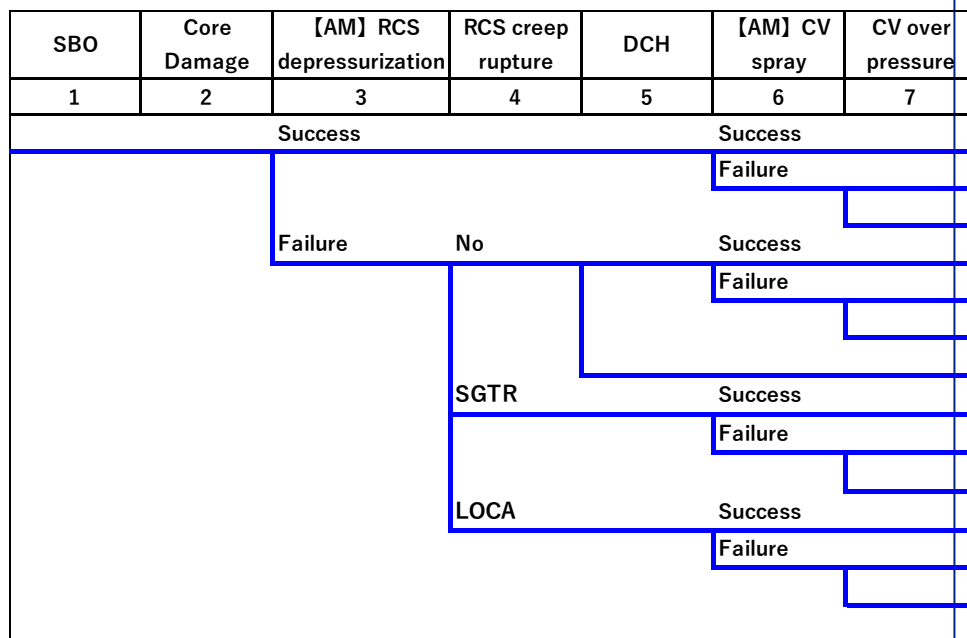 SBO
Core
Damage
【AM】RCS
depressurization
RCS creep
rupture
DCH
【AM】CV
spray
CV over
pressure
1 2 3 4 5 6 7
Success Success
Failure
Failure No Success
Failure
SGTR Success
Failure
LOCA Success
Failure